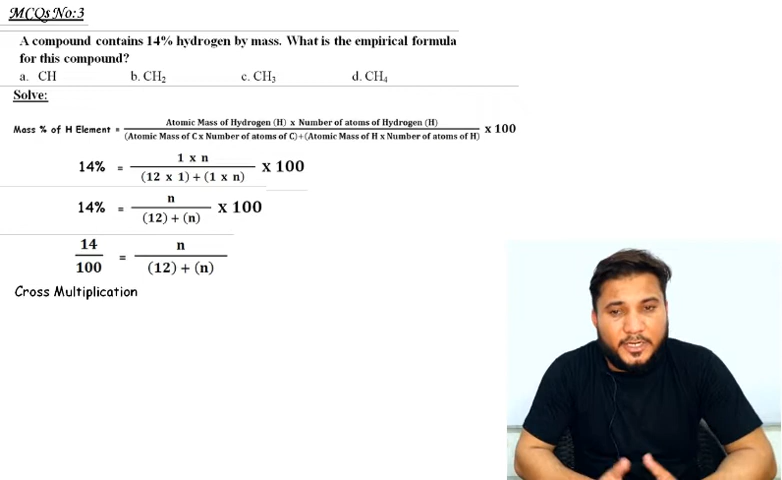 MCQs No:3
A compound contains 14% hydrogen by mass. What is the empirical formula
for this compound?
a. CH b. CH₂ c. CH₃ d. CH₄
Solve:
Mass % of H Element = Atomic Mass of Hydrogen (H) x Number of atoms of Hydrogen (H) / (Atomic Mass of C x Number of atoms of C)+(Atomic Mass of H x Number of atoms of H) x 100
14% = 1 x n / (12 x 1) + (1 x n) X 100
14% = n / (12) + (n) X 100
14 / 100 = n / (12) + (n)
Cross Multiplication